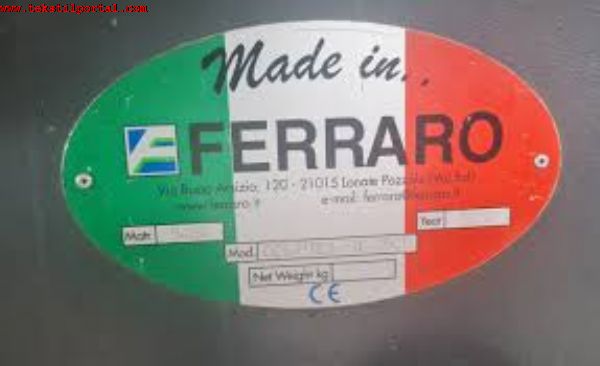 www.tekstilportal.com
Made in..
FERRARO
Via Busto Arsizio, 120 - 21015 Lonate Pozzolo (Va) Italy
www.ferraro.it e-mail: ferraro@ferraro.it
Matr. Year
Mod.
Net Weight kg
CE